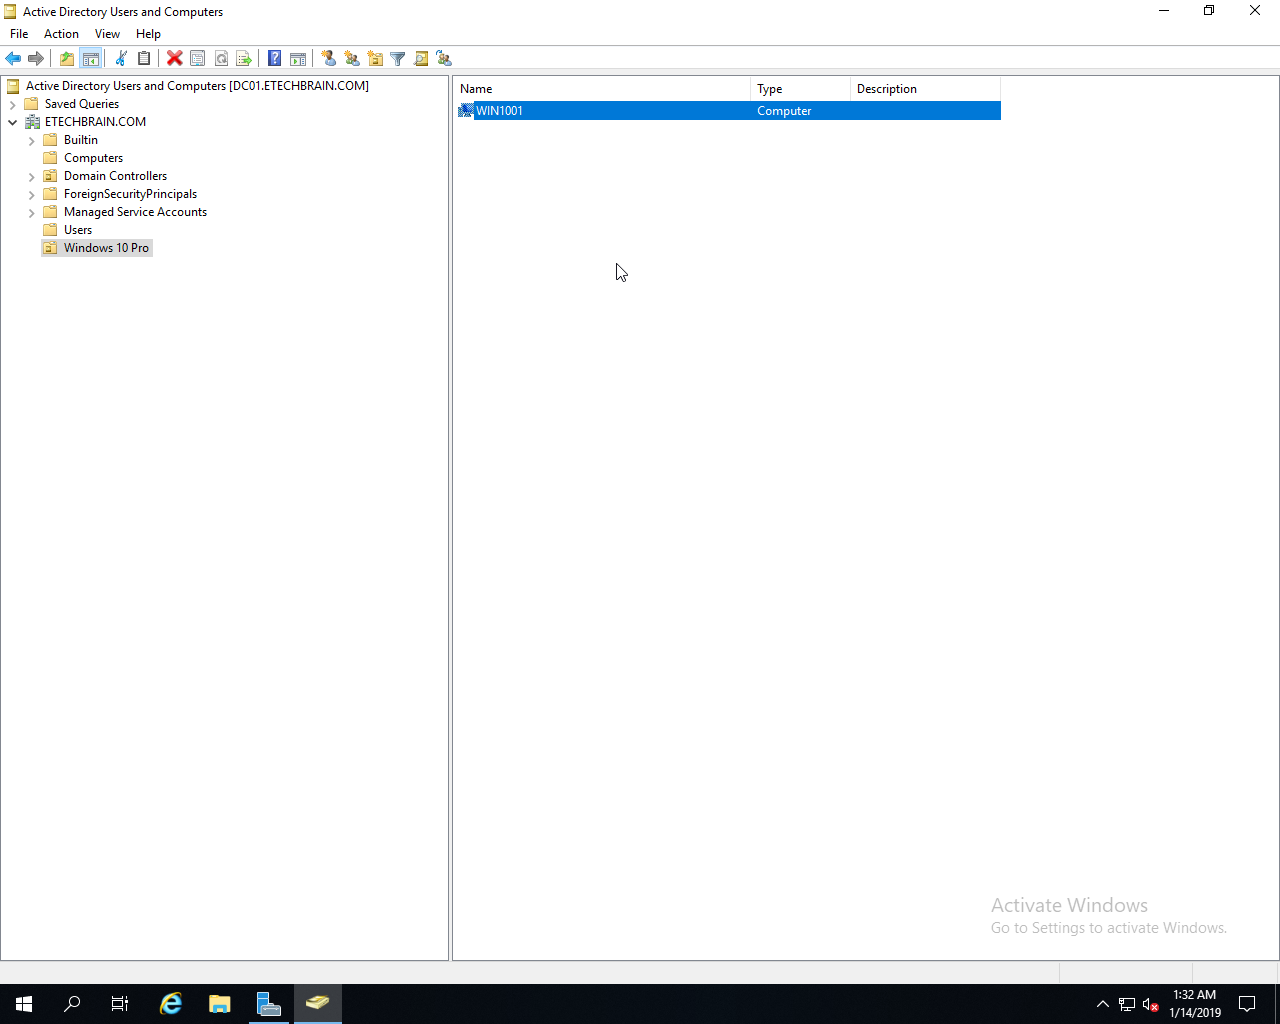 Active Directory Users and Computers
File Action View Help
Active Directory Users and Computers [DC01.ETECHBRAIN.COM]
Saved Queries
ETECHBRAIN.COM
Builtin
Computers
Domain Controllers
ForeignSecurityPrincipals
Managed Service Accounts
Users
Windows 10 Pro
Name Type Description
WIN1001 Computer
Activate Windows
Go to Settings to activate Windows.
1:32 AM
1/14/2019